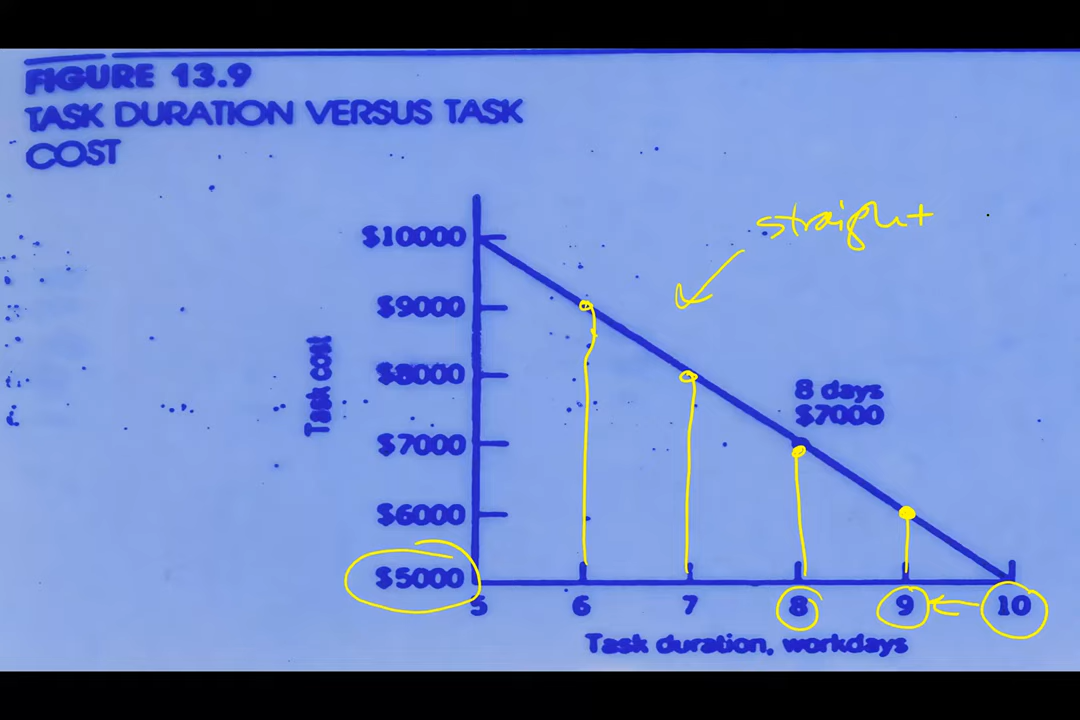 FIGURE 13.9
TASK DURATION VERSUS TASK
COST
straight
$10000
$9000
$8000
$7000
$6000
$5000
Task cost
8 days
$7000
5 6 7 8 9 10
Task duration, workdays